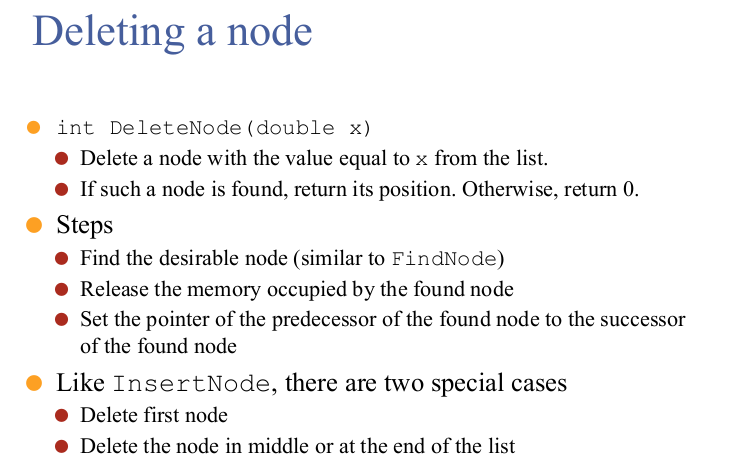 Deleting a node
int DeleteNode(double x)
Delete a node with the value equal to x from the list.
If such a node is found, return its position. Otherwise, return 0.
Steps
Find the desirable node (similar to FindNode)
Release the memory occupied by the found node
Set the pointer of the predecessor of the found node to the successor
of the found node
Like InsertNode, there are two special cases
Delete first node
Delete the node in middle or at the end of the list